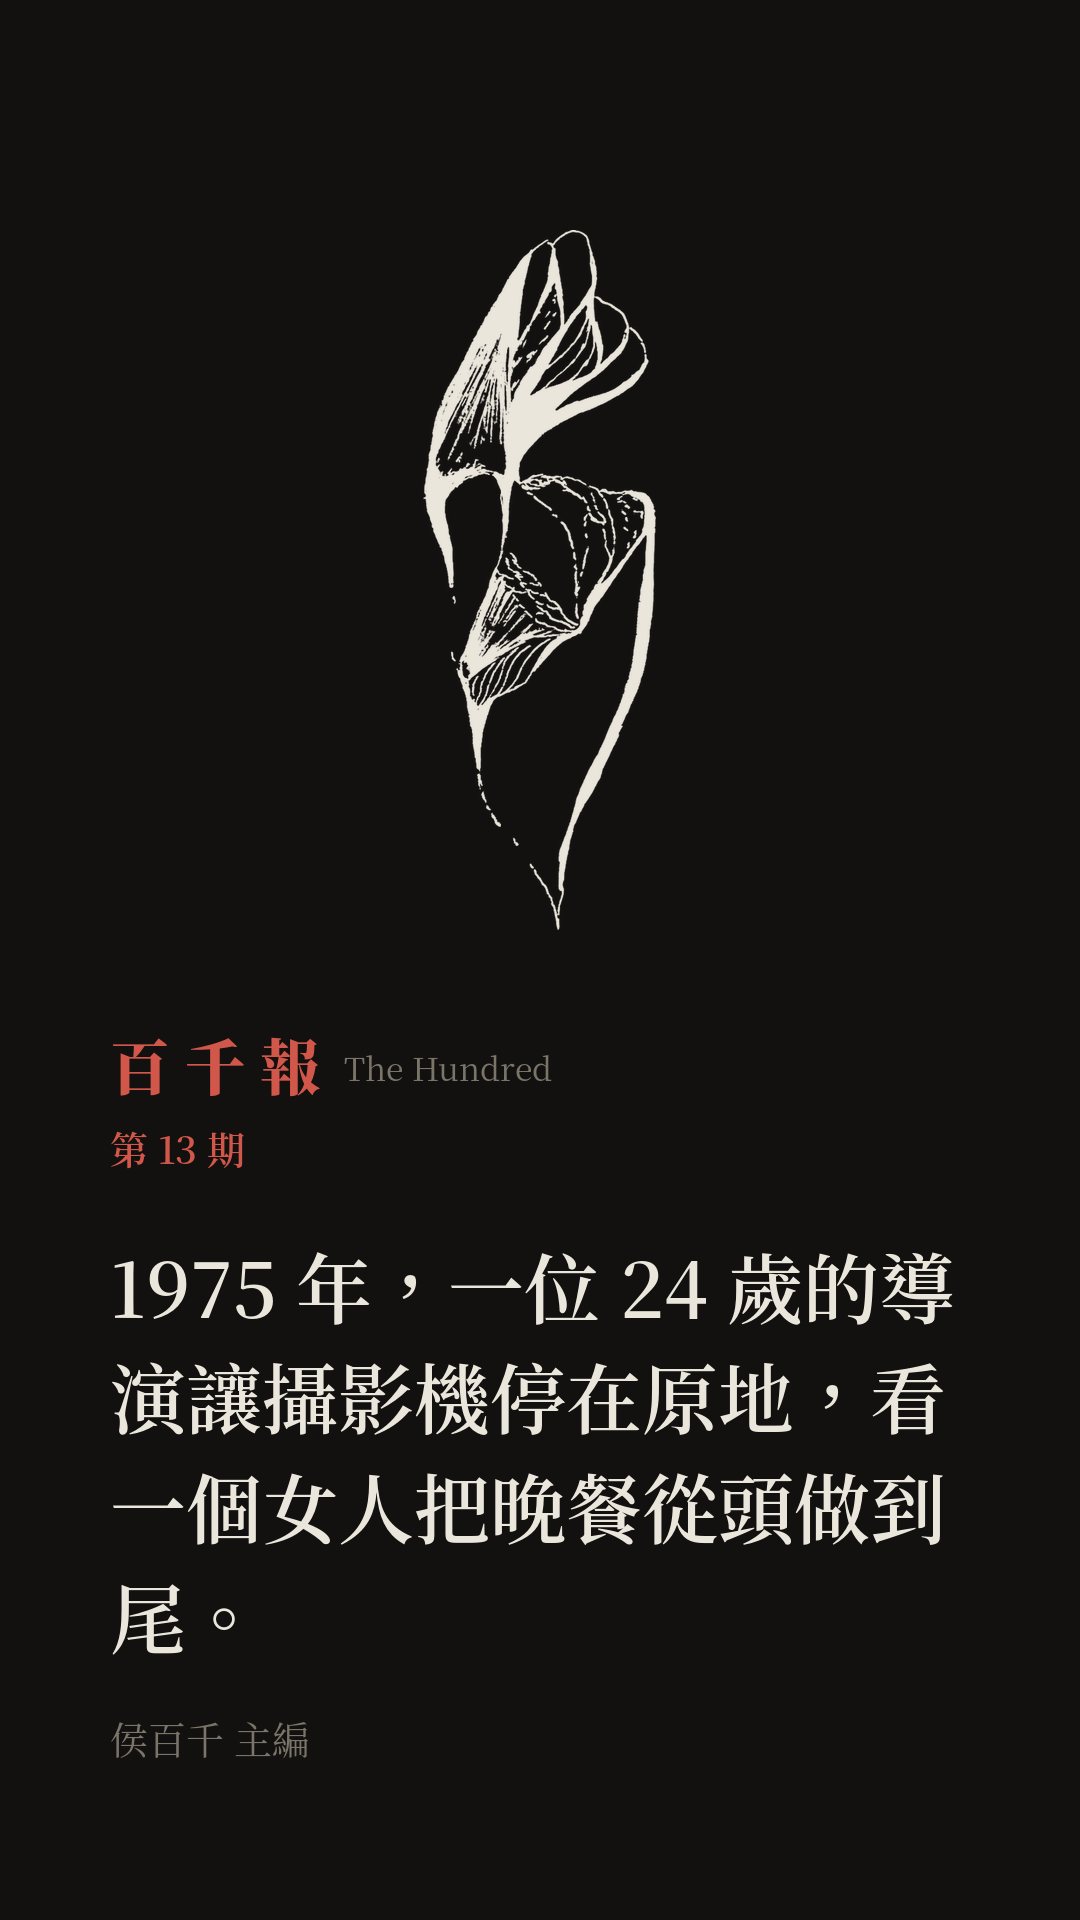 百千報 The Hundred
第 13 期
1975 年，一位 24 歲的導
演讓攝影機停在原地，看
一個女人把晚餐從頭做到
尾。
侯百千 主編